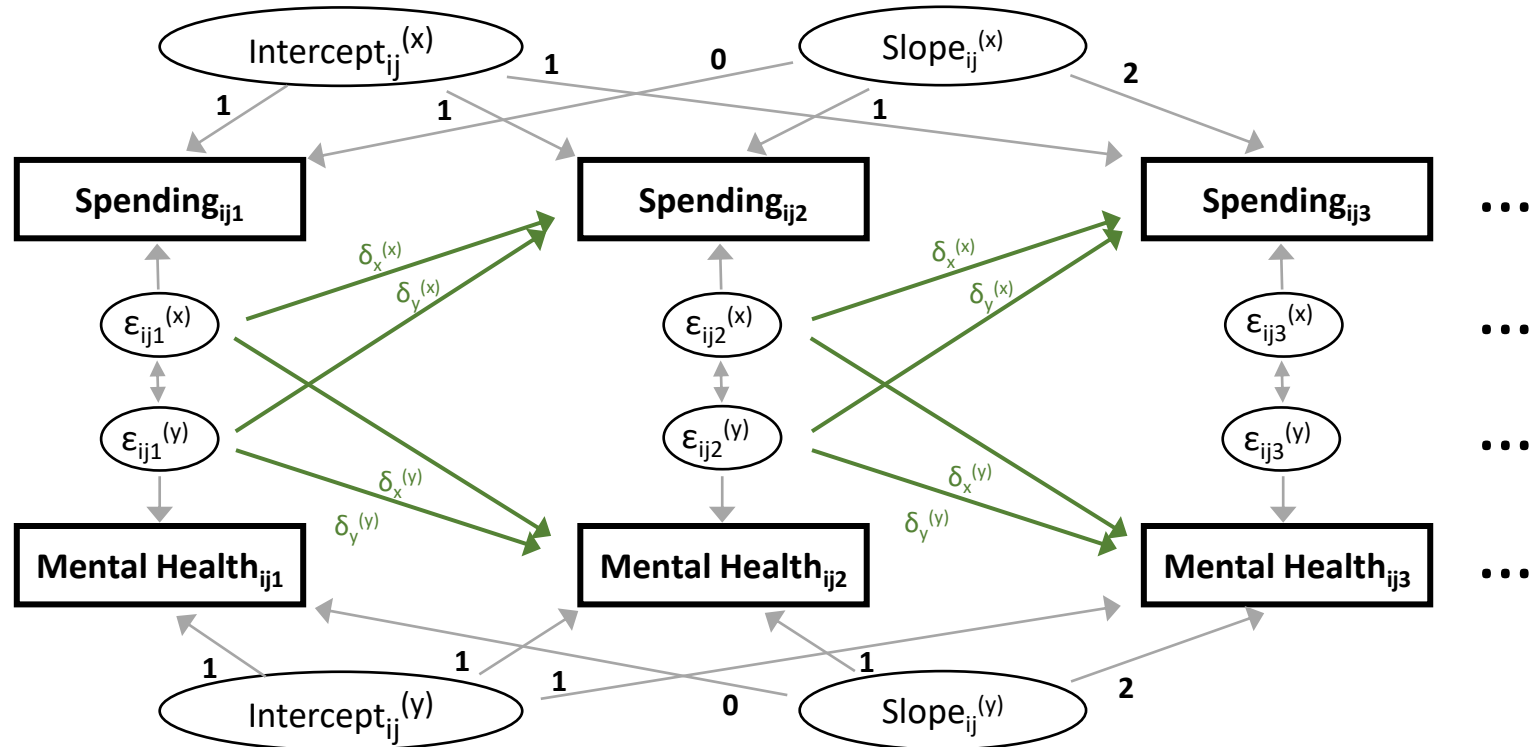 Intercept_ij^(x)
Slope_ij^(x)
1 1 1 0 1 2
Spending_ij1 Spending_ij2 Spending_ij3 ...
δ_x^(x) δ_x^(x)
δ_y^(x) δ_y^(x)
ε_ij1^(x) ε_ij2^(x) ε_ij3^(x) ...
ε_ij1^(y) ε_ij2^(y) ε_ij3^(y) ...
δ_x^(y) δ_x^(y)
δ_y^(y) δ_y^(y)
Mental Health_ij1 Mental Health_ij2 Mental Health_ij3 ...
1 1 1 0 1 2
Intercept_ij^(y)
Slope_ij^(y)